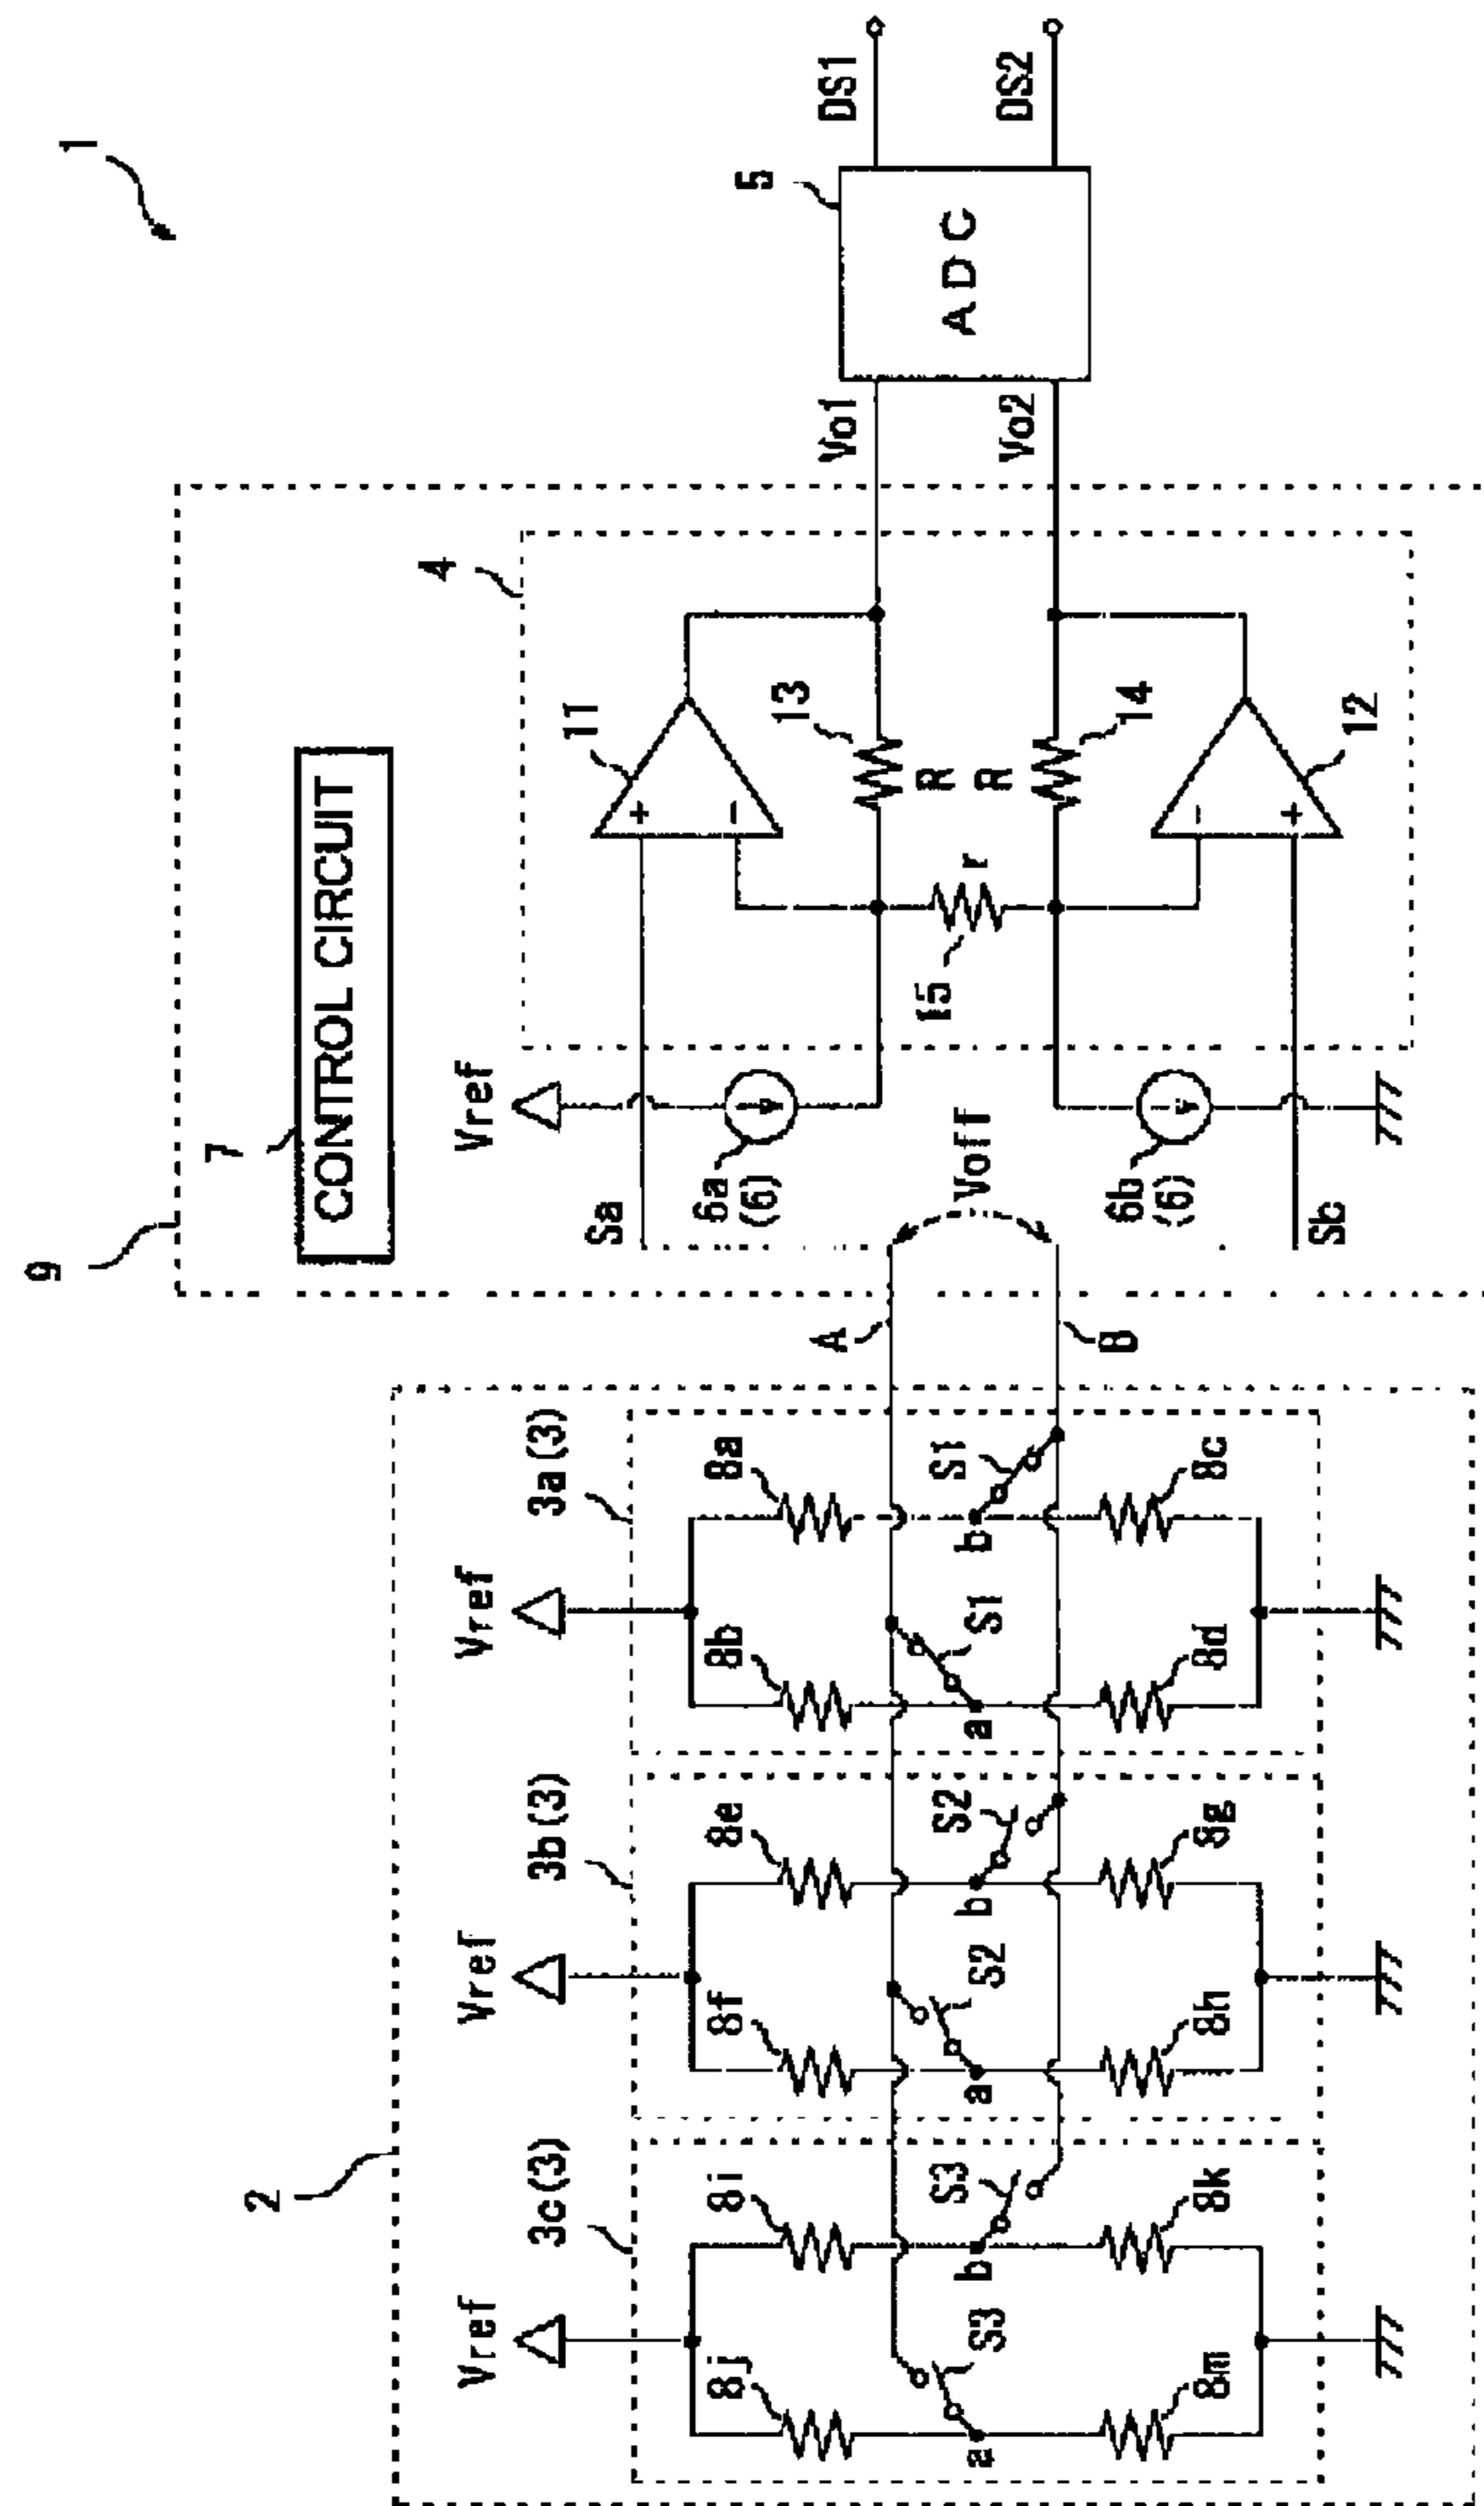 1
9
7
CONTROL CIRCUIT
2
4
3c(3)
3b(3)
3a(3)
Vref
Vref
Vref
Vref
8j
8i
8f
8e
8b
8a
Sa
6a
(6)
11
13
R
R
14
12
15
r
+
-
-
+
A
B
Voff
a
S3
b
S3
a
S2
b
S2
a
S1
b
S1
8m
8k
8h
8g
8d
8c
6b
(6)
Sb
Vo1
Vo2
5
ADC
DS1
DS2